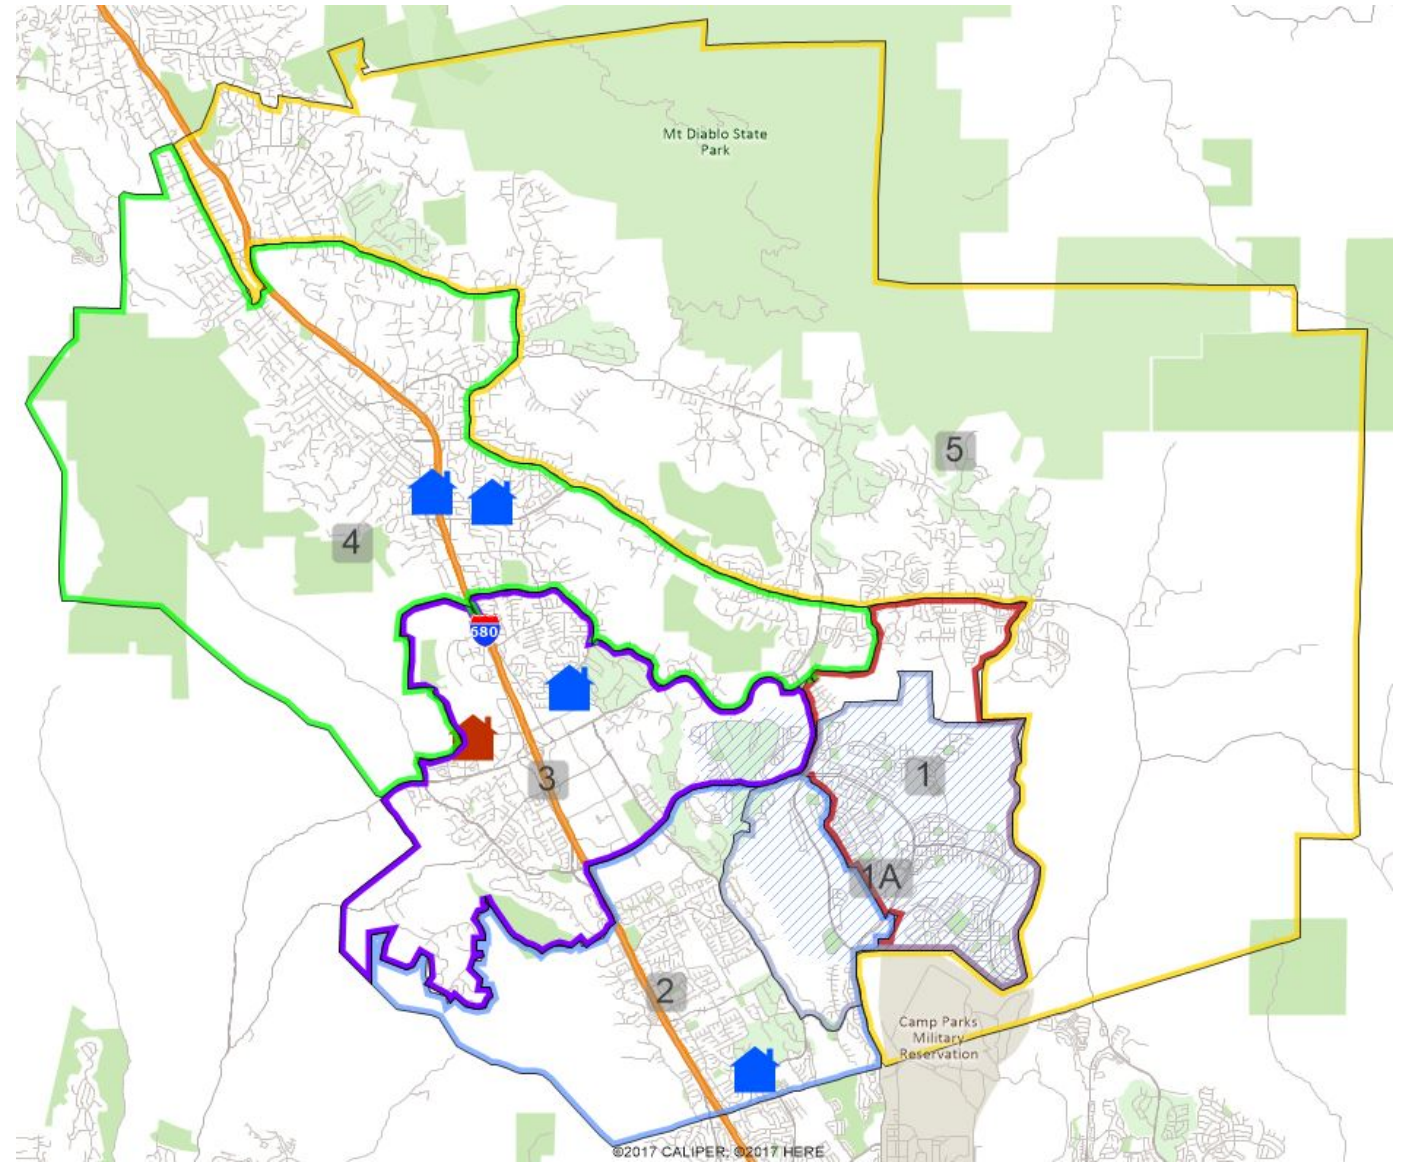 Mt Diablo State
Park
5
4
680
3
1
1A
2
Camp Parks
Military
Reservation
©2017 CALIPER; ©2017 HERE